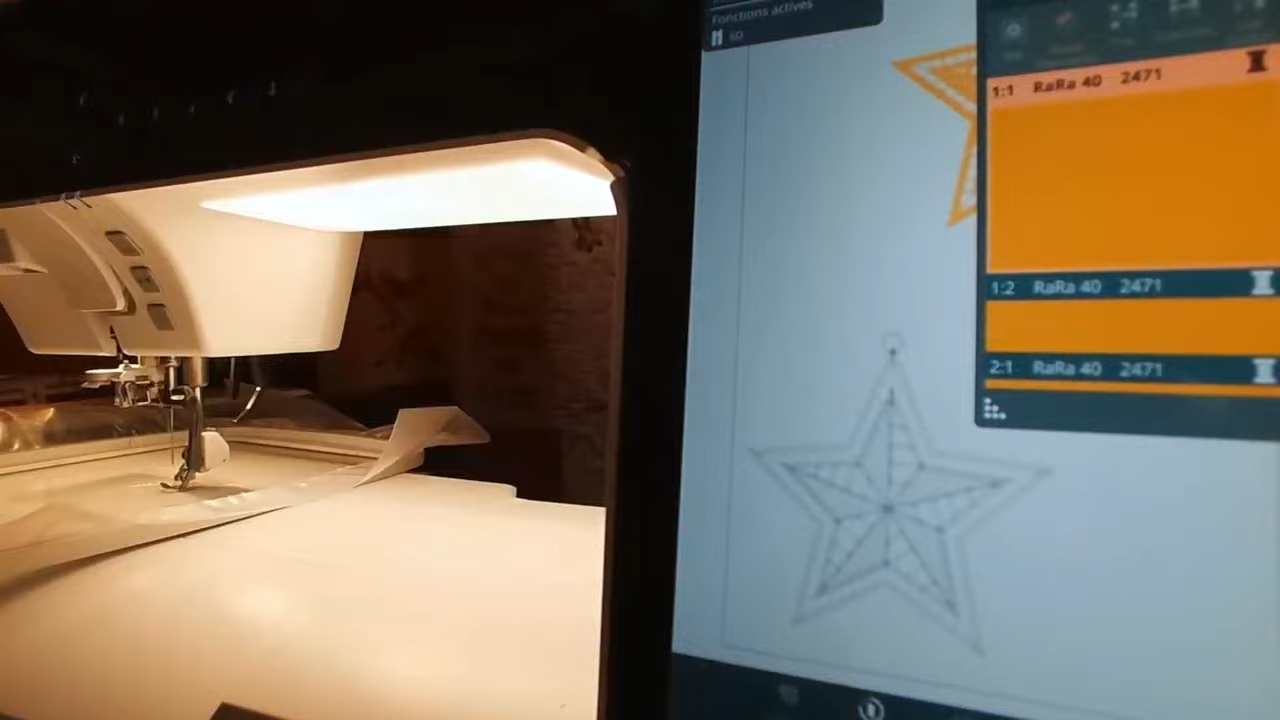 Fonctions actives
1:1 RaRa 40 2471
1:2 RaRa 40 2471
2:1 RaRa 40 2471